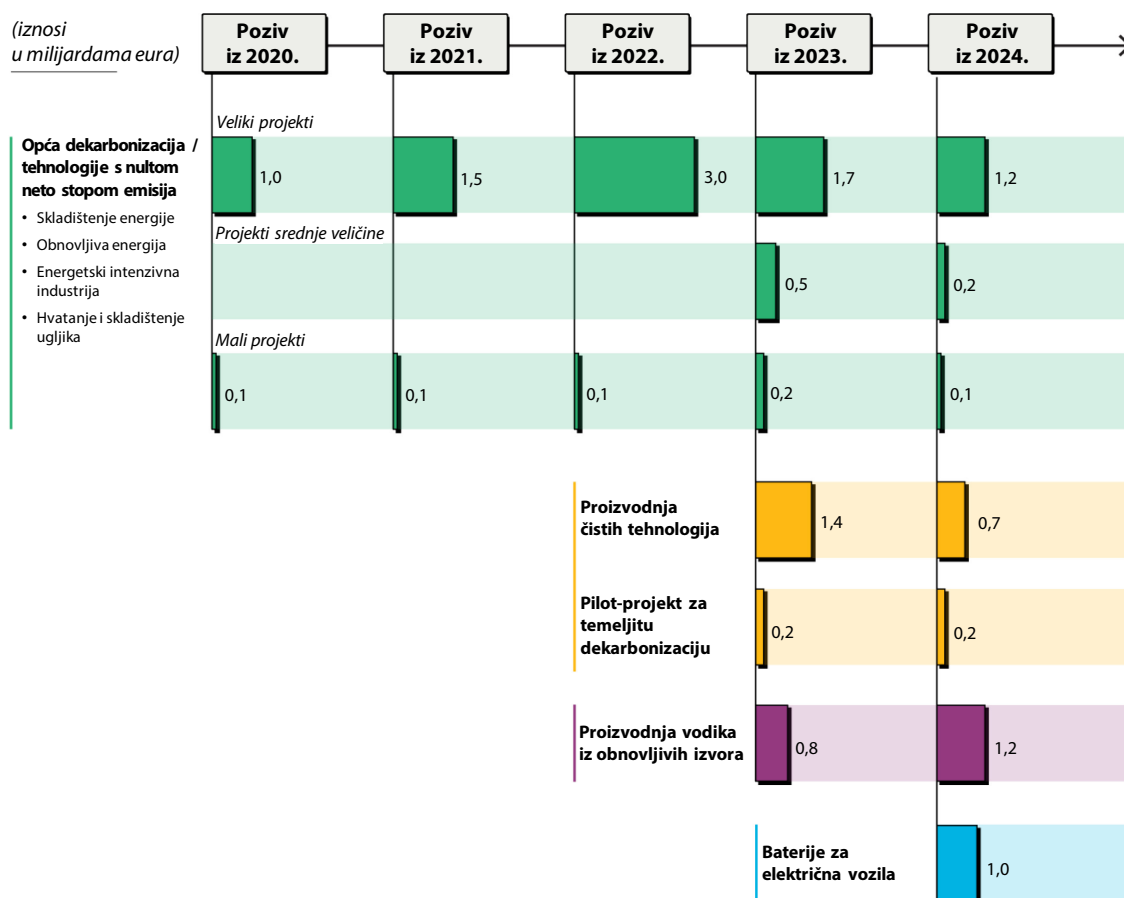 (iznosi
u milijardama eura)
Poziv
iz 2020.
Poziv
iz 2021.
Poziv
iz 2022.
Poziv
iz 2023.
Poziv
iz 2024.
Opća dekarbonizacija /
tehnologije s nultom
neto stopom emisija
• Skladištenje energije
• Obnovljiva energija
• Energetski intenzivna
industrija
• Hvatanje i skladištenje
ugljika
Veliki projekti
1,0
1,5
3,0
1,7
1,2
Projekti srednje veličine
0,5
0,2
Mali projekti
0,1
0,1
0,1
0,2
0,1
Proizvodnja
čistih tehnologija
1,4
0,7
Pilot-projekt za
temeljitu
dekarbonizaciju
0,2
0,2
Proizvodnja vodika
iz obnovljivih izvora
0,8
1,2
Baterije za
električna vozila
1,0